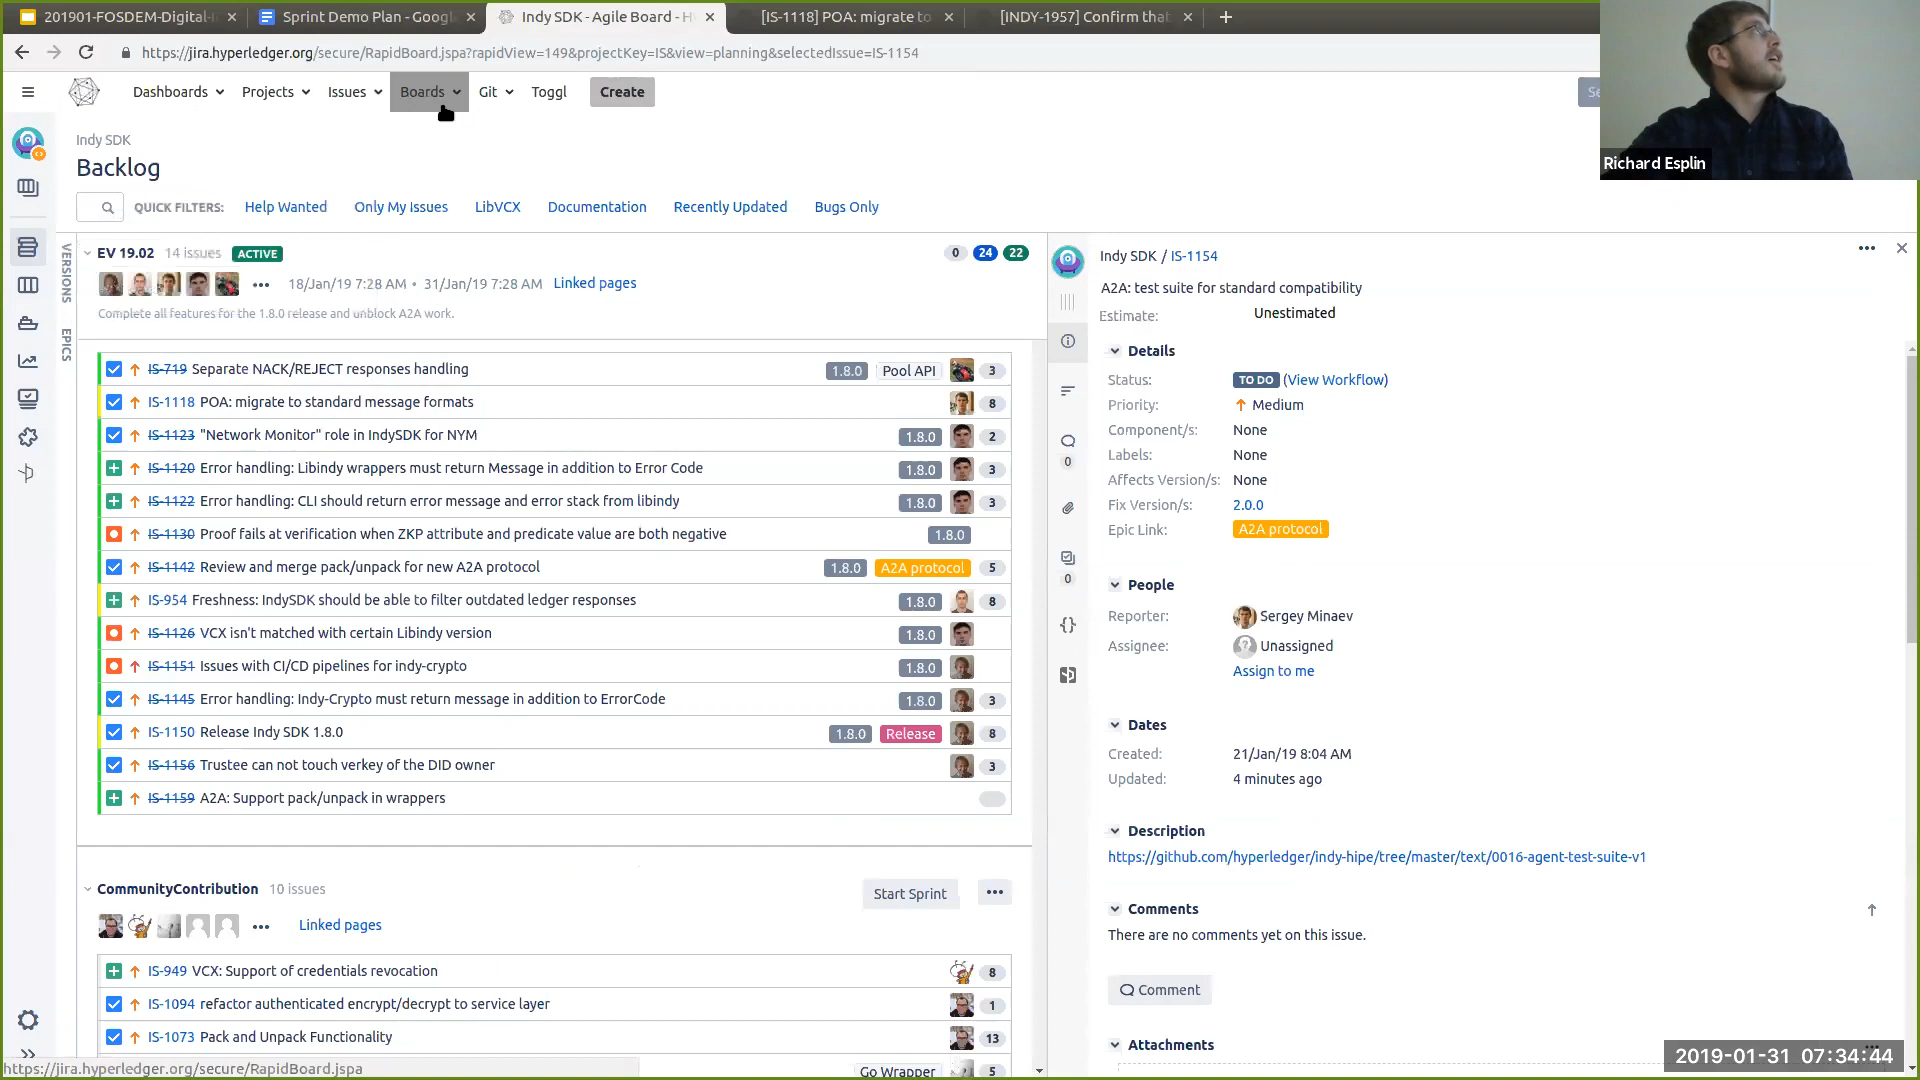 201901-FOSDEM-Digital-
Sprint Demo Plan - Google
Indy SDK - Agile Board - H
[IS-1118] POA: migrate to
[INDY-1957] Confirm that
https://jira.hyperledger.org/secure/RapidBoard.jspa?rapidView=149&projectKey=IS&view=planning&selectedIssue=IS-1154
Dashboards Projects Issues Boards Git Toggl Create
Richard Esplin
Indy SDK
Backlog
QUICK FILTERS: Help Wanted Only My Issues LibVCX Documentation Recently Updated Bugs Only
VERSIONS
EPICS
EV 19.02 14 issues ACTIVE 0 24 22
18/Jan/19 7:28 AM • 31/Jan/19 7:28 AM Linked pages
Complete all features for the 1.8.0 release and unblock A2A work.
IS-719 Separate NACK/REJECT responses handling 1.8.0 Pool API 3
IS-1118 POA: migrate to standard message formats 8
IS-1123 "Network Monitor" role in IndySDK for NYM 1.8.0 2
IS-1120 Error handling: Libindy wrappers must return Message in addition to Error Code 1.8.0 3
IS-1122 Error handling: CLI should return error message and error stack from libindy 1.8.0 3
IS-1130 Proof fails at verification when ZKP attribute and predicate value are both negative 1.8.0
IS-1142 Review and merge pack/unpack for new A2A protocol 1.8.0 A2A protocol 5
IS-954 Freshness: IndySDK should be able to filter outdated ledger responses 1.8.0 8
IS-1126 VCX isn't matched with certain Libindy version 1.8.0
IS-1151 Issues with CI/CD pipelines for indy-crypto 1.8.0
IS-1145 Error handling: Indy-Crypto must return message in addition to ErrorCode 1.8.0 3
IS-1150 Release Indy SDK 1.8.0 1.8.0 Release 8
IS-1156 Trustee can not touch verkey of the DID owner 3
IS-1159 A2A: Support pack/unpack in wrappers
CommunityContribution 10 issues Start Sprint
Linked pages
IS-949 VCX: Support of credentials revocation 8
IS-1094 refactor authenticated encrypt/decrypt to service layer 1
IS-1073 Pack and Unpack Functionality 13
Go Wrapper 5
https://jira.hyperledger.org/secure/RapidBoard.jspa
Indy SDK / IS-1154
A2A: test suite for standard compatibility
Estimate: Unestimated
Details
Status: TO DO (View Workflow)
Priority: Medium
Component/s: None
Labels: None
Affects Version/s: None
Fix Version/s: 2.0.0
Epic Link: A2A protocol
0
0
People
Reporter: Sergey Minaev
Assignee: Unassigned
Assign to me
Dates
Created: 21/Jan/19 8:04 AM
Updated: 4 minutes ago
Description
https://github.com/hyperledger/indy-hipe/tree/master/text/0016-agent-test-suite-v1
Comments
There are no comments yet on this issue.
Comment
Attachments
2019-01-31 07:34:44